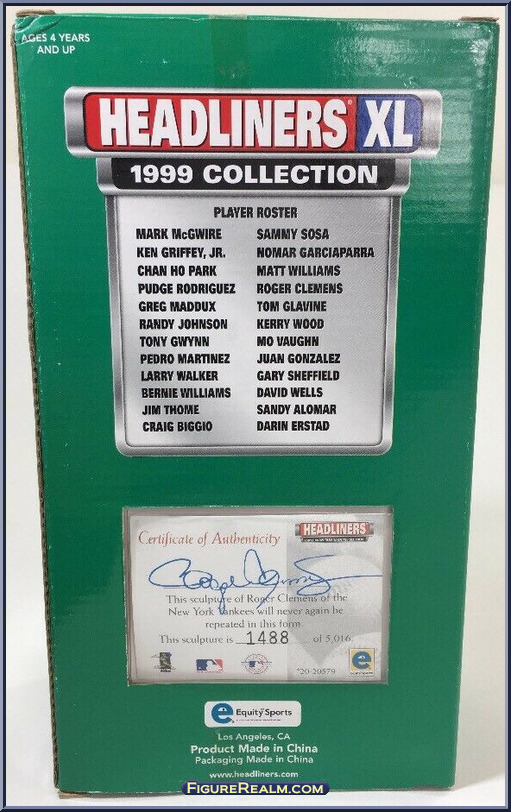 AGES 4 YEARS
AND UP
HEADLINERS® XL
1999 COLLECTION
PLAYER ROSTER
MARK McGWIRE SAMMY SOSA
KEN GRIFFEY, JR. NOMAR GARCIAPARRA
CHAN HO PARK MATT WILLIAMS
PUDGE RODRIGUEZ ROGER CLEMENS
GREG MADDUX TOM GLAVINE
RANDY JOHNSON KERRY WOOD
TONY GWYNN MO VAUGHN
PEDRO MARTINEZ JUAN GONZALEZ
LARRY WALKER GARY SHEFFIELD
BERNIE WILLIAMS DAVID WELLS
JIM THOME SANDY ALOMAR
CRAIG BIGGIO DARIN ERSTAD
HEADLINERS
Certificate of Authenticity
This sculpture of Roger Clemens of the
New York Yankees will never again be
repeated in this form.
This sculpture is 1488 of 5,016.
*20-20579
e Equity Sports
Los Angeles, CA
Product Made in China
Packaging Made in China
www.headliners.com
FIGUREREALM.COM